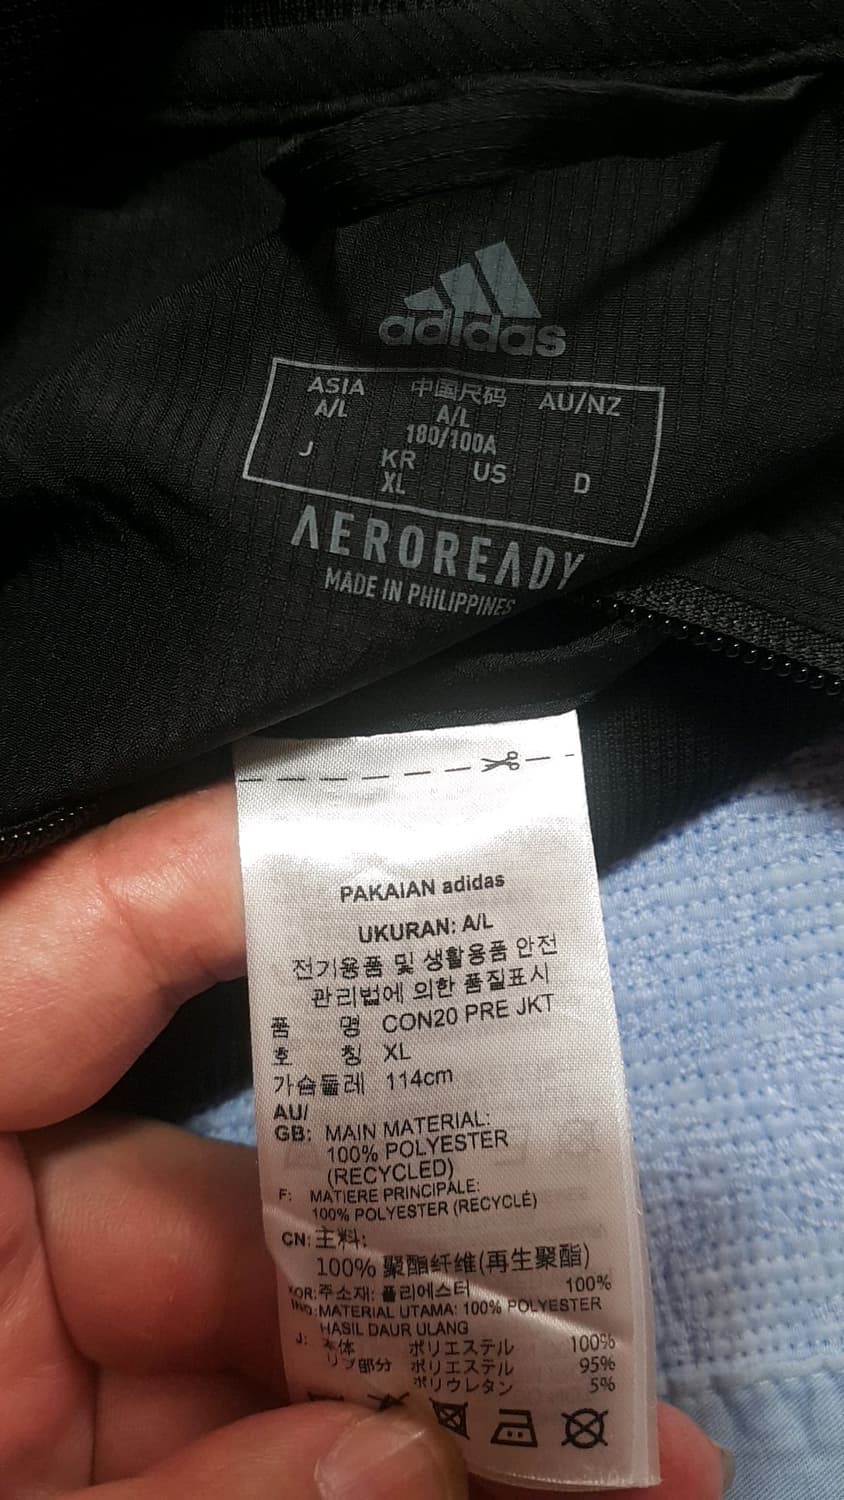 adidas
ASIA 中国尺码 AU/NZ
A/L A/L
180/100A
J KR US D
XL
AEROREADY
MADE IN PHILIPPINES
PAKAIAN adidas
UKURAN: A/L
전기용품 및 생활용품 안전
관리법에 의한 품질표시
품 명 CON20 PRE JKT
호 칭 XL
가슴둘레 114cm
AU/
GB: MAIN MATERIAL:
100% POLYESTER
(RECYCLED)
F: MATIERE PRINCIPALE:
100% POLYESTER (RECYCLÉ)
CN: 主料:
100% 聚酯纤维(再生聚酯)
KOR: 주소재: 폴리에스터 100%
IND: MATERIAL UTAMA: 100% POLYESTER
HASIL DAUR ULANG
J: 本体 ポリエステル 100%
リブ部分 ポリエステル 95%
ポリウレタン 5%